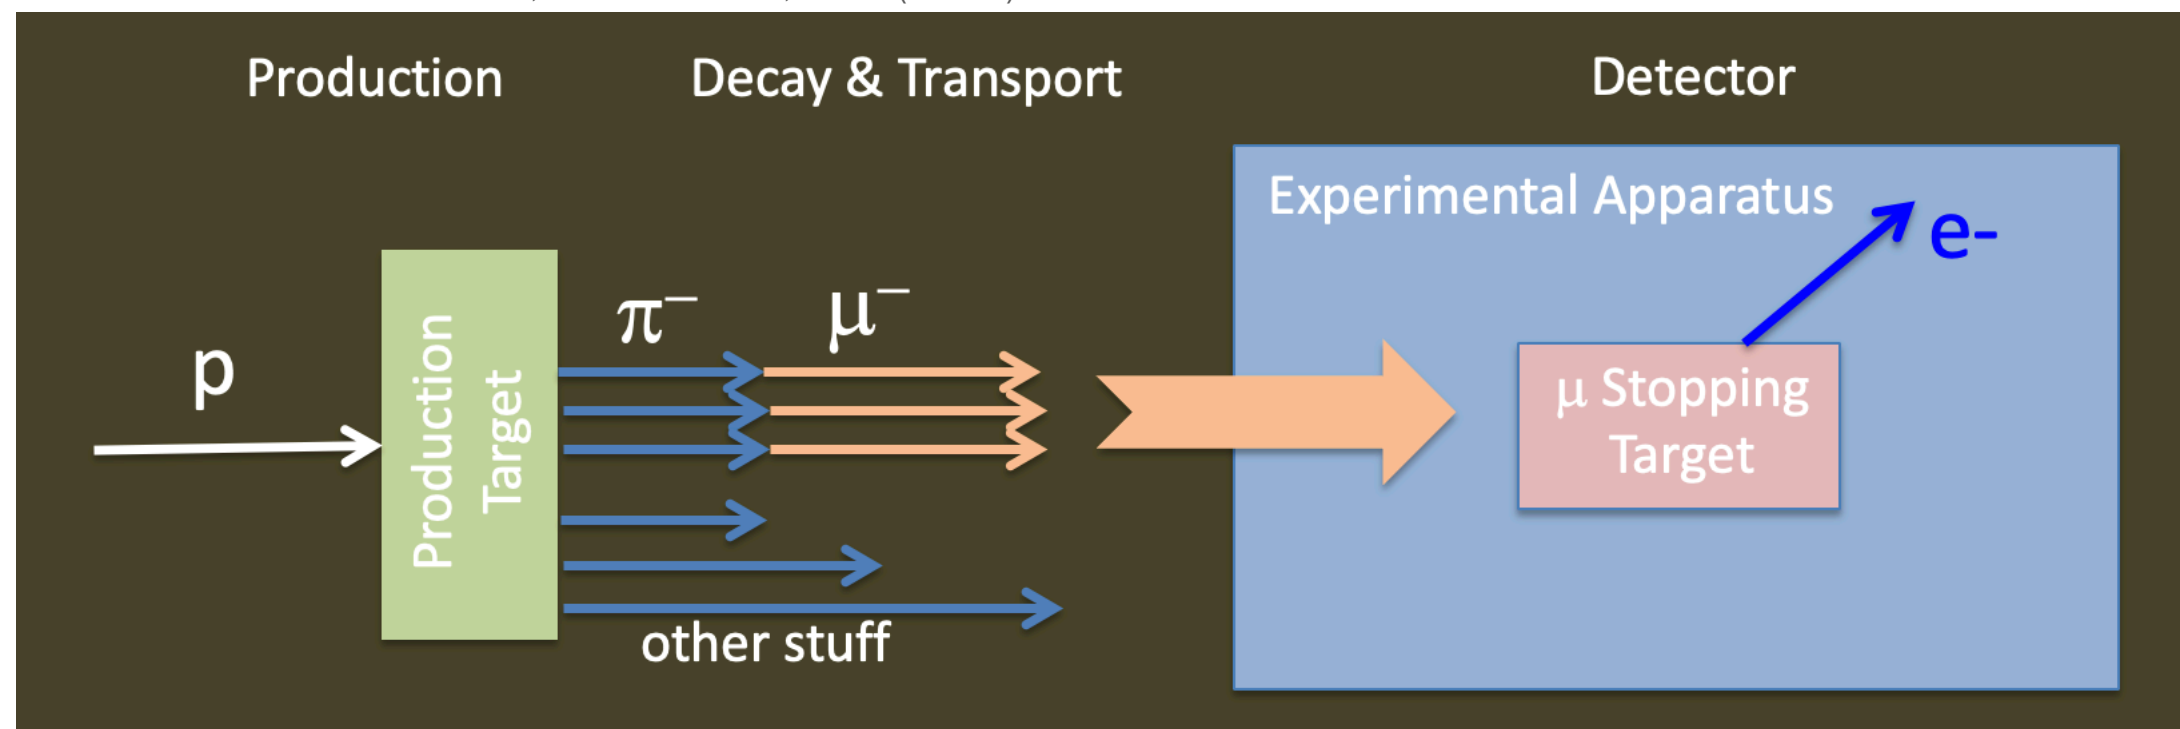 Production
Decay & Transport
Detector
Experimental Apparatus
e-
p
Production
Target
π⁻
μ⁻
μ Stopping
Target
other stuff